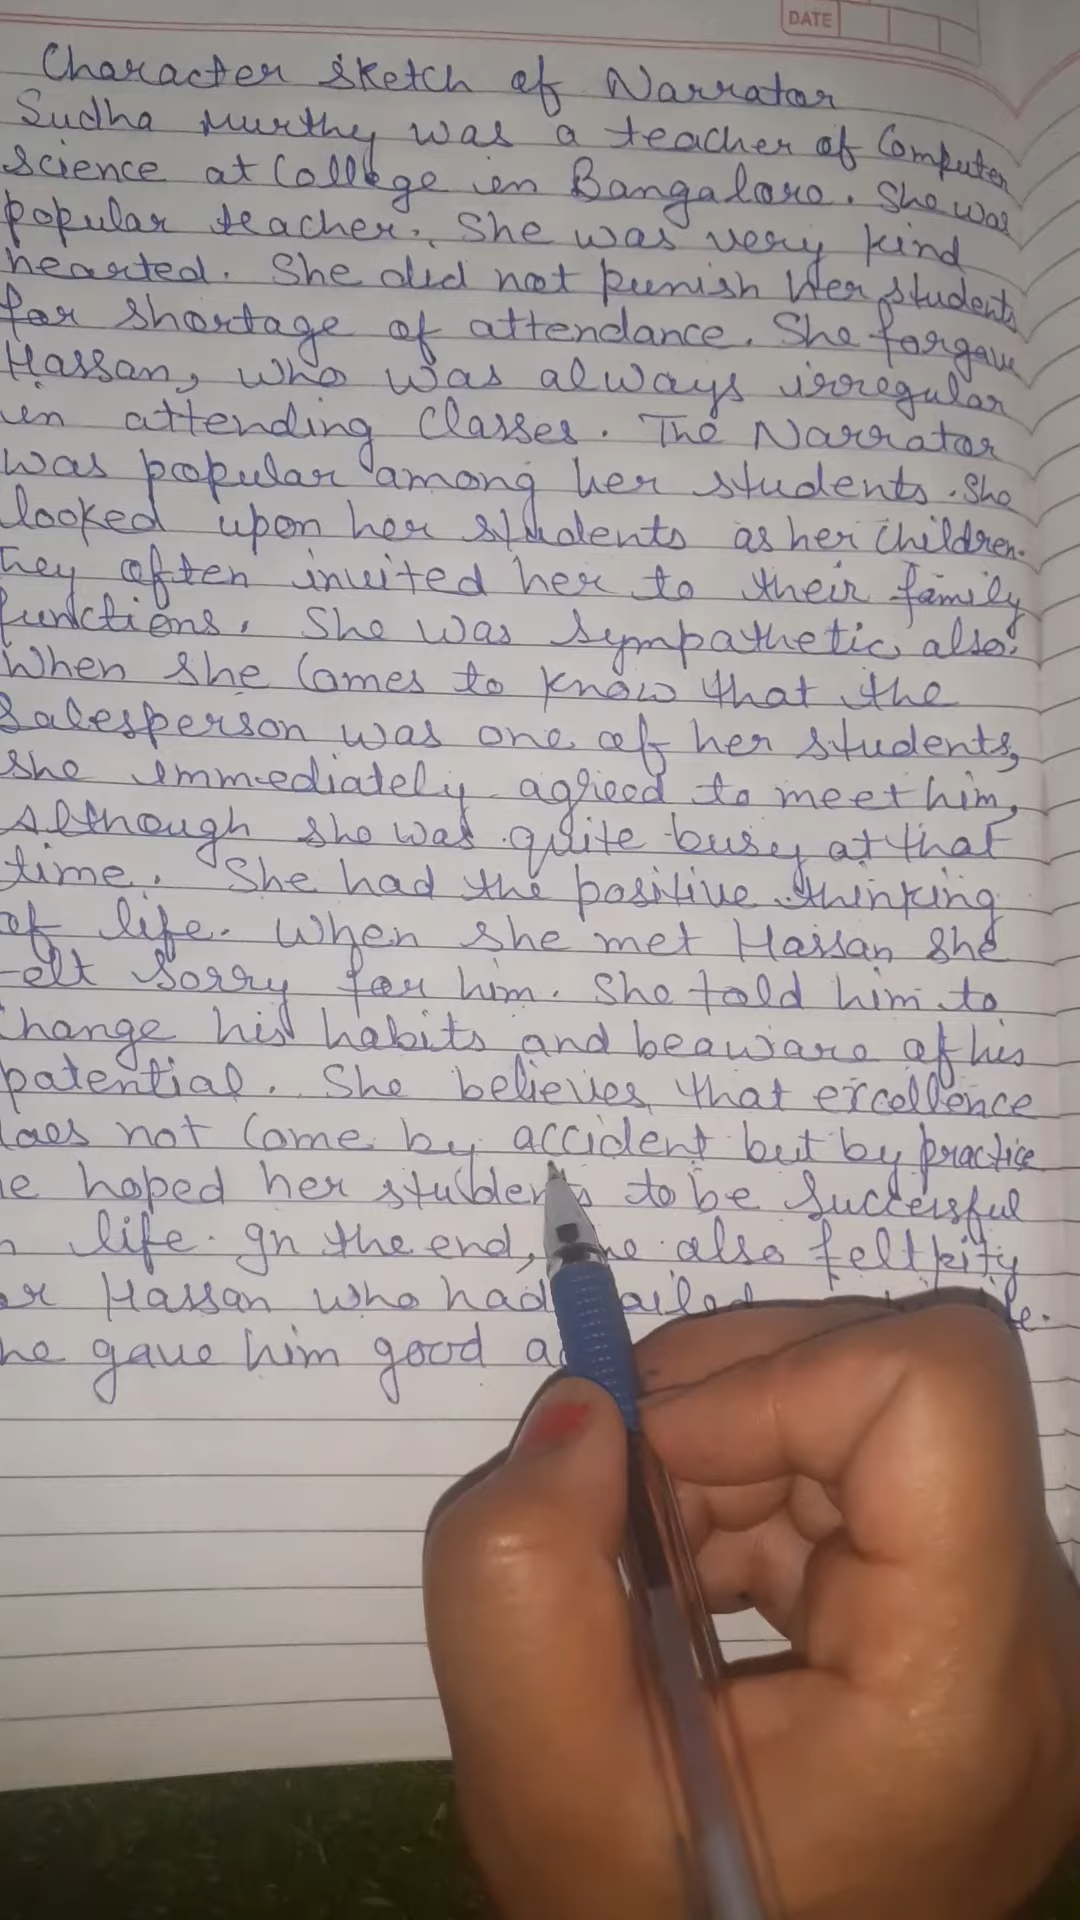 DATE
Character sketch of Narrator
Sudha Murthy was a teacher of Computer
science at College in Bangalore. She was
popular teacher. She was very kind
hearted. She did not punish Her students
for shortage of attendance. She forgave
Hassan, who was always irregular
in attending classes. The Narrator
was popular among her students. She
looked upon her students as her children.
hey often invited her to their family
functions. She was sympathetic also.
When she comes to know that the
Salesperson was one of her students,
she immediately agreed to meet him,
Although she was quite busy at that
time. She had the positive thinking
of life. When she met Hassan She
elt sorry for him. She told him to
hange his habits and beaware of his
potential. She believes that excellence
does not come by accident but by practice
e hoped her students to be successful
life. In the end, also felt pity
or Hassan who had
he gave him good